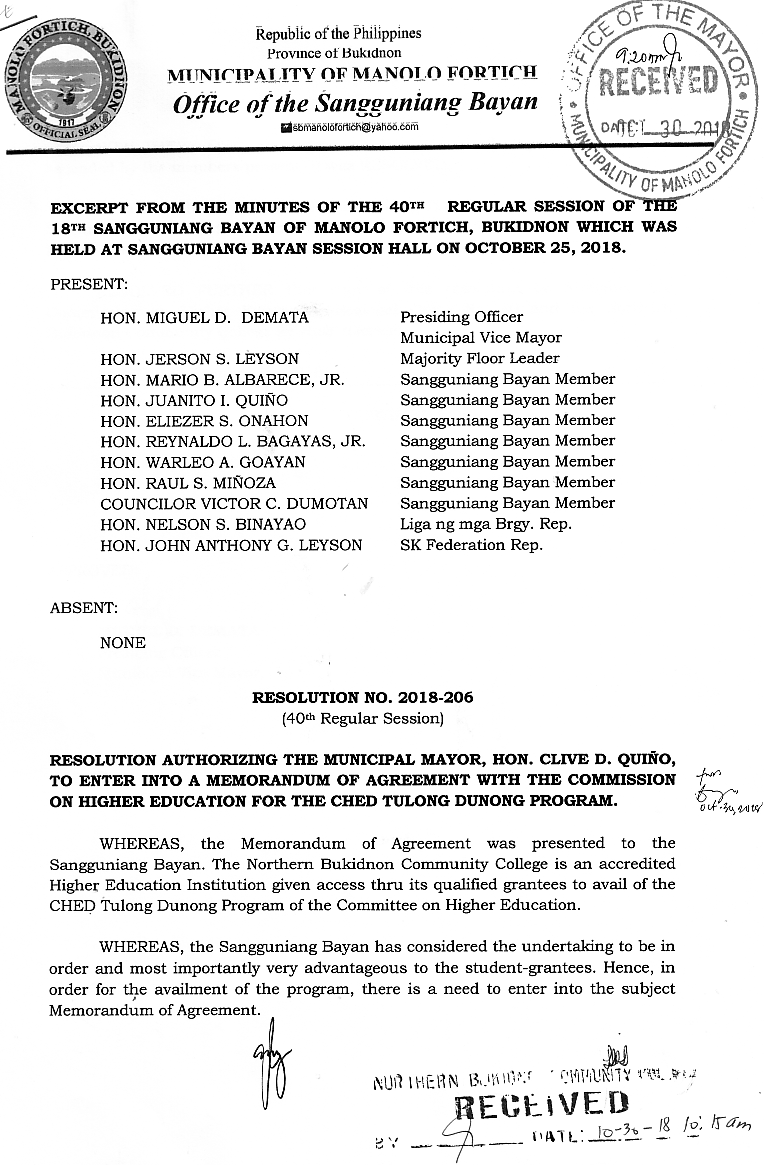 Republic of the Philippines
Province of Bukidnon
MUNICIPALITY OF MANOLO FORTICH
Office of the Sangguniang Bayan
sbmanolofortich@yahoo.com
MANOLO FORTICH, BUKIDNON
1917
OFFICIAL SEAL
OFFICE OF THE MAYOR
RECEIVED
30 2018
MUNICIPALITY OF MANOLO FORTICH
EXCERPT FROM THE MINUTES OF THE 40TH REGULAR SESSION OF THE
18TH SANGGUNIANG BAYAN OF MANOLO FORTICH, BUKIDNON WHICH WAS
HELD AT SANGGUNIANG BAYAN SESSION HALL ON OCTOBER 25, 2018.
PRESENT:
HON. MIGUEL D. DEMATA Presiding Officer
Municipal Vice Mayor
HON. JERSON S. LEYSON Majority Floor Leader
HON. MARIO B. ALBARECE, JR. Sangguniang Bayan Member
HON. JUANITO I. QUIÑO Sangguniang Bayan Member
HON. ELIEZER S. ONAHON Sangguniang Bayan Member
HON. REYNALDO L. BAGAYAS, JR. Sangguniang Bayan Member
HON. WARLEO A. GOAYAN Sangguniang Bayan Member
HON. RAUL S. MIÑOZA Sangguniang Bayan Member
COUNCILOR VICTOR C. DUMOTAN Sangguniang Bayan Member
HON. NELSON S. BINAYAO Liga ng mga Brgy. Rep.
HON. JOHN ANTHONY G. LEYSON SK Federation Rep.
ABSENT:
NONE
RESOLUTION NO. 2018-206
(40th Regular Session)
RESOLUTION AUTHORIZING THE MUNICIPAL MAYOR, HON. CLIVE D. QUIÑO,
TO ENTER INTO A MEMORANDUM OF AGREEMENT WITH THE COMMISSION
ON HIGHER EDUCATION FOR THE CHED TULONG DUNONG PROGRAM.
WHEREAS, the Memorandum of Agreement was presented to the
Sangguniang Bayan. The Northern Bukidnon Community College is an accredited
Higher Education Institution given access thru its qualified grantees to avail of the
CHED Tulong Dunong Program of the Committee on Higher Education.
WHEREAS, the Sangguniang Bayan has considered the undertaking to be in
order and most importantly very advantageous to the student-grantees. Hence, in
order for the availment of the program, there is a need to enter into the subject
Memorandum of Agreement.
RECEIVED
BY DATE: 10-30-18 10:15am